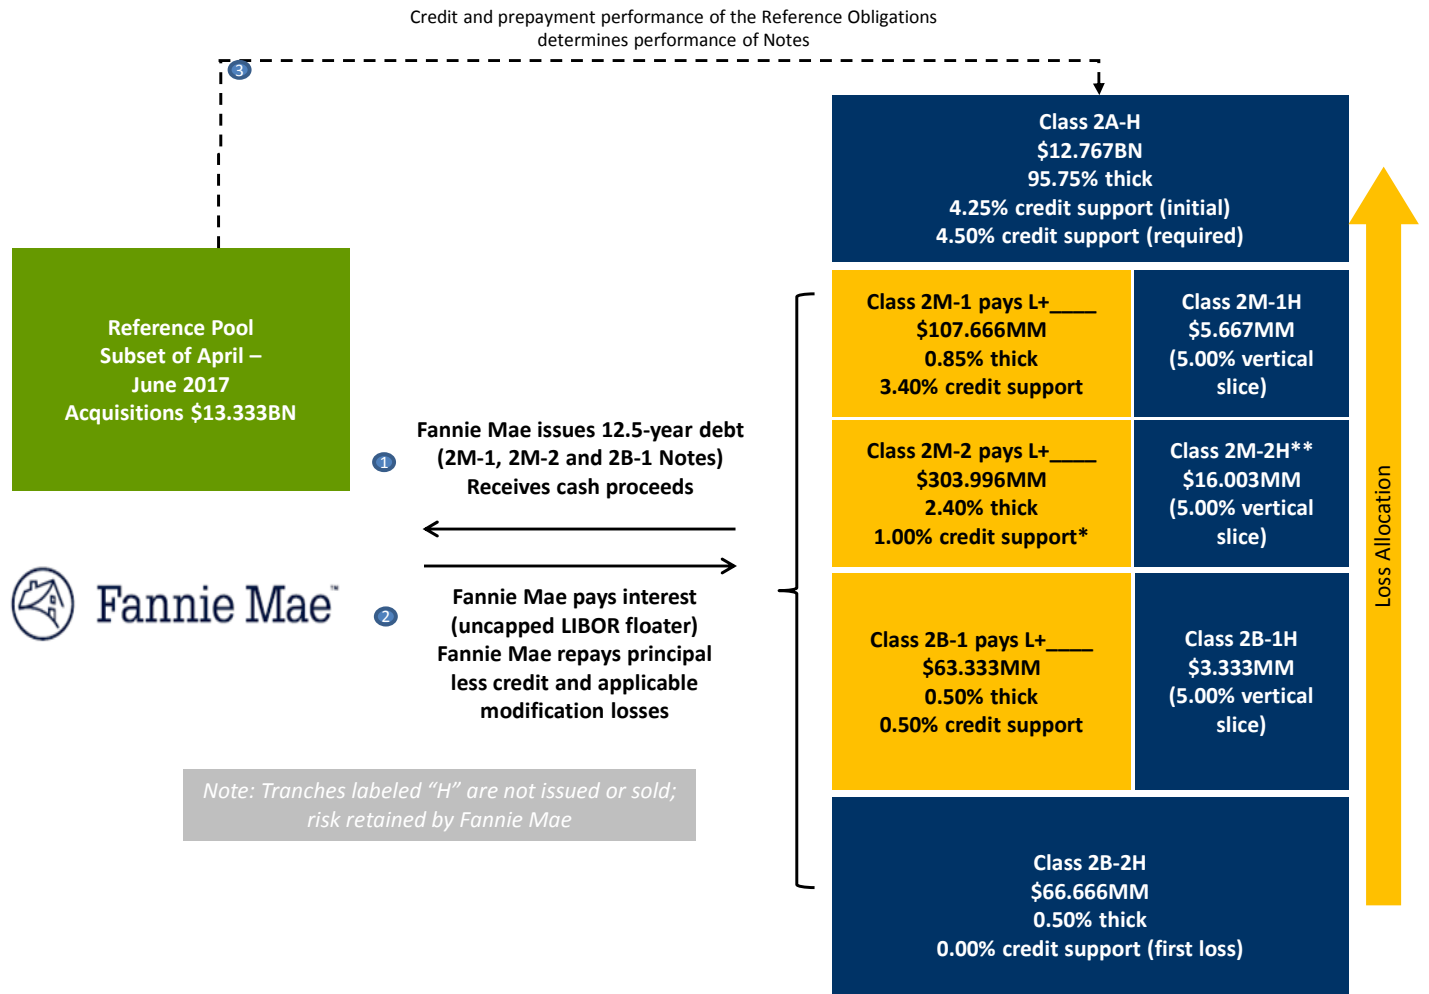 Credit and prepayment performance of the Reference Obligations
determines performance of Notes
3
Class 2A-H
$12.767BN
95.75% thick
4.25% credit support (initial)
4.50% credit support (required)
Reference Pool
Subset of April –
June 2017
Acquisitions $13.333BN
1
Fannie Mae issues 12.5-year debt
(2M-1, 2M-2 and 2B-1 Notes)
Receives cash proceeds
Fannie Mae™
2
Fannie Mae pays interest
(uncapped LIBOR floater)
Fannie Mae repays principal
less credit and applicable
modification losses
Note: Tranches labeled “H” are not issued or sold;
risk retained by Fannie Mae
Class 2M-1 pays L+____
$107.666MM
0.85% thick
3.40% credit support
Class 2M-1H
$5.667MM
(5.00% vertical
slice)
Class 2M-2 pays L+____
$303.996MM
2.40% thick
1.00% credit support*
Class 2M-2H**
$16.003MM
(5.00% vertical
slice)
Class 2B-1 pays L+____
$63.333MM
0.50% thick
0.50% credit support
Class 2B-1H
$3.333MM
(5.00% vertical
slice)
Class 2B-2H
$66.666MM
0.50% thick
0.00% credit support (first loss)
Loss Allocation